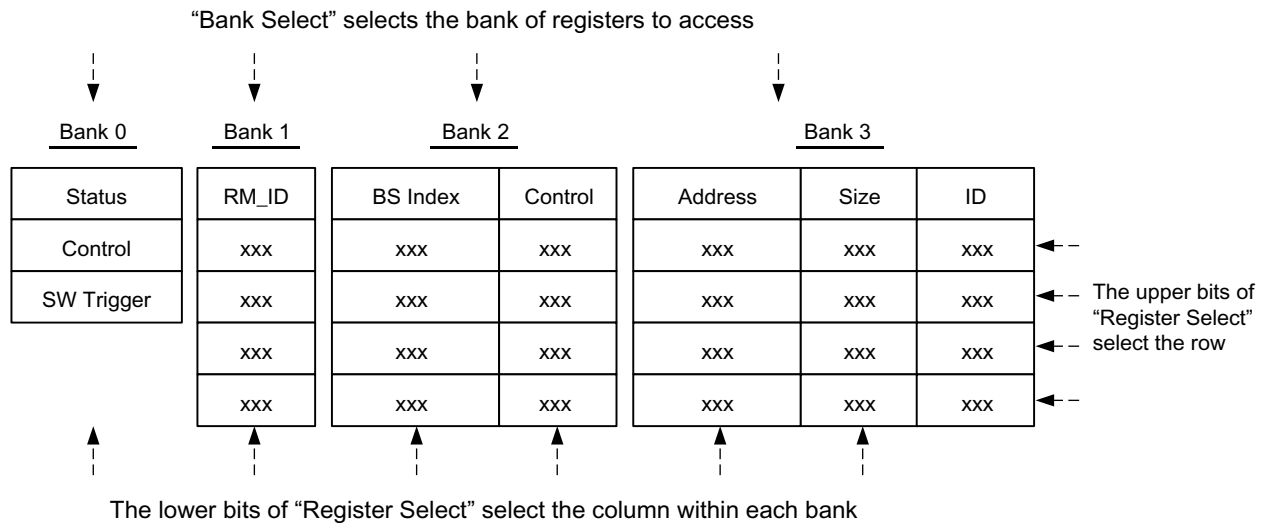 “Bank Select” selects the bank of registers to access
Bank 0 Bank 1 Bank 2 Bank 3
Status RM_ID BS Index Control Address Size ID
Control xxx xxx xxx xxx xxx xxx
SW Trigger xxx xxx xxx xxx xxx xxx
xxx xxx xxx xxx xxx xxx
xxx xxx xxx xxx xxx xxx
The upper bits of
“Register Select”
select the row
The lower bits of “Register Select” select the column within each bank